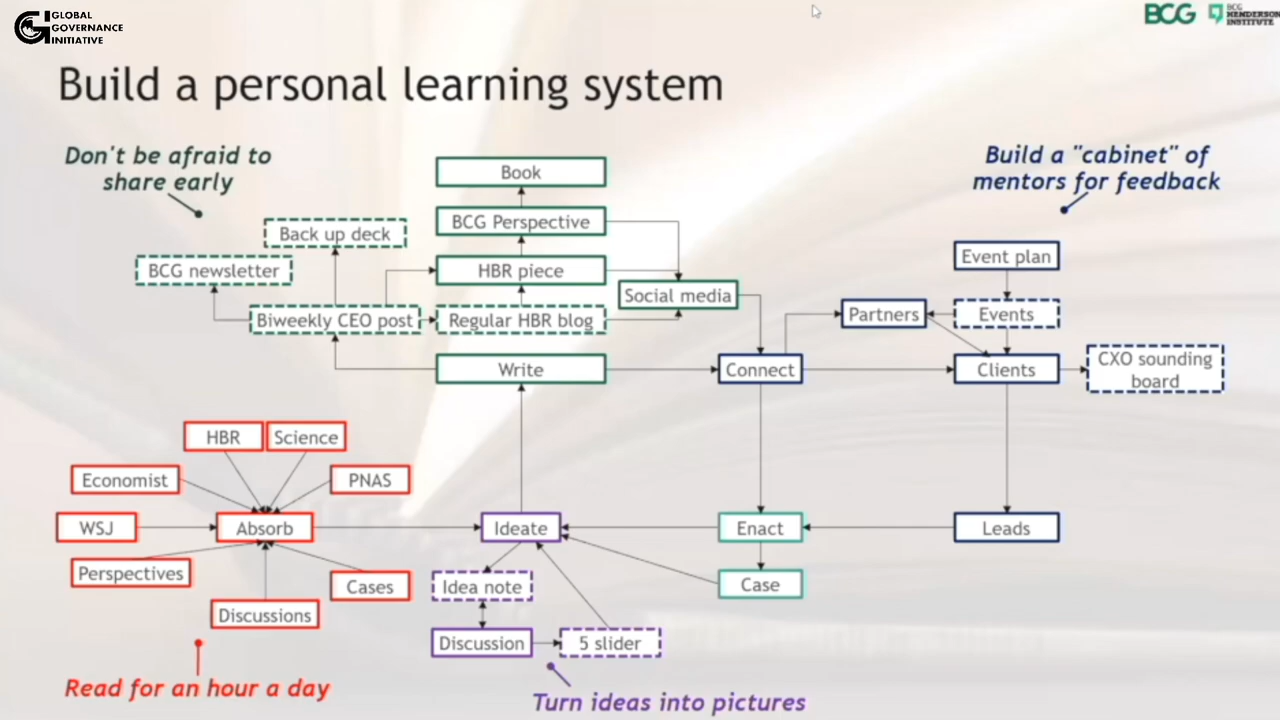 GLOBAL
GOVERNANCE
INITIATIVE
BCG
BCG
HENDERSON
INSTITUTE
Build a personal learning system
Don't be afraid to
share early
Build a "cabinet" of
mentors for feedback
Book
BCG Perspective
Back up deck
Event plan
BCG newsletter
HBR piece
Social media
Biweekly CEO post
Regular HBR blog
Partners
Events
Write
Connect
Clients
CXO sounding
board
HBR
Science
Economist
PNAS
WSJ
Absorb
Ideate
Enact
Leads
Perspectives
Cases
Idea note
Case
Discussions
Discussion
5 slider
Read for an hour a day
Turn ideas into pictures